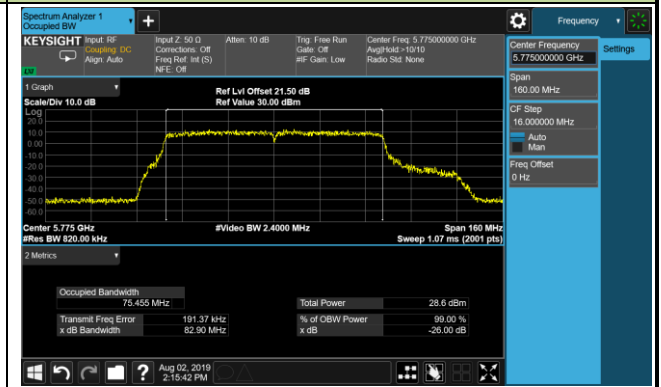 Spectrum Analyzer 1
Occupied BW
+
Frequency
KEYSIGHT
Input: RF
Coupling: DC
Align: Auto
Input Z: 50 Ω
Corrections: Off
Freq Ref: Int (S)
NFE: Off
Atten: 10 dB
Trig: Free Run
Gate: Off
#IF Gain: Low
Center Freq: 5.775000000 GHz
Avg|Hold:>10/10
Radio Std: None
Center Frequency
5.775000000 GHz
Settings
Span
160.00 MHz
CF Step
16.000000 MHz
Auto
Man
Freq Offset
0 Hz
1 Graph
Scale/Div 10.0 dB
Ref Lvl Offset 21.50 dB
Ref Value 30.00 dBm
Log
20.0
10.0
0.00
-10.0
-20.0
-30.0
-40.0
-50.0
-60.0
Center 5.775 GHz
#Res BW 820.00 kHz
#Video BW 2.4000 MHz
Span 160 MHz
Sweep 1.07 ms (2001 pts)
2 Metrics
Occupied Bandwidth
75.455 MHz
Transmit Freq Error 191.37 kHz
x dB Bandwidth 82.90 MHz
Total Power 28.6 dBm
% of OBW Power 99.00 %
x dB -26.00 dB
?
Aug 02, 2019
2:15:42 PM